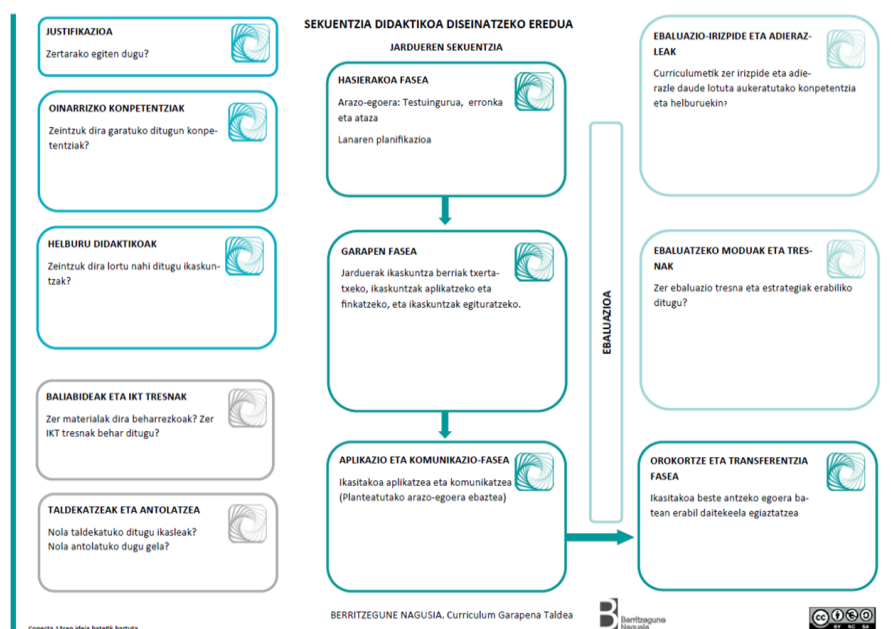 SEKUENTZIA DIDAKTIKOA DISEINATZEKO EREDUA
JARDUEREN SEKUENTZIA
JUSTIFIKAZIOA
Zertarako egiten dugu?
OINARRIZKO KONPETENTZIAK
Zeintzuk dira garatuko ditugun konpe-
tentziak?
HELBURU DIDAKTIKOAK
Zeintzuk dira lortu nahi ditugu ikaskun-
tzak?
BALIABIDEAK ETA IKT TRESNAK
Zer materialak dira beharrezkoak? Zer
IKT tresnak behar ditugu?
TALDEKATZEAK ETA ANTOLATZEA
Nola taldekatuko ditugu ikasleak?
Nola antolatuko dugu gela?
HASIERAKOA FASEA
Arazo-egoera: Testuingurua, erronka
eta ataza
Lanaren planifikazioa
GARAPEN FASEA
Jarduerak ikaskuntza berriak txerta-
txeko, ikaskuntzak aplikatzeko eta
finkatzeko, eta ikaskuntzak egituratzeko.
APLIKAZIO ETA KOMUNIKAZIO-FASEA
Ikasitakoa aplikatzea eta komunikatzea
(Planteatutako arazo-egoera ebaztea)
EBALUAZIOA
EBALUAZIO-IRIZPIDE ETA ADIERAZ-
LEAK
Curriculumetik zer irizpide eta adie-
razle daude lotuta aukeratutako konpetentzia
eta helburuekin?
EBALUATZEKO MODUAK ETA TRES-
NAK
Zer ebaluazio tresna eta estrategiak erabiliko
ditugu?
OROKORTZE ETA TRANSFERENTZIA
FASEA
Ikasitakoa beste antzeko egoera ba-
tean erabil daitekeela egiaztatzea
BERRITZEGUNE NAGUSIA. Curriculum Garapena Taldea
Berritzegune
Nagusia
BY NC SA